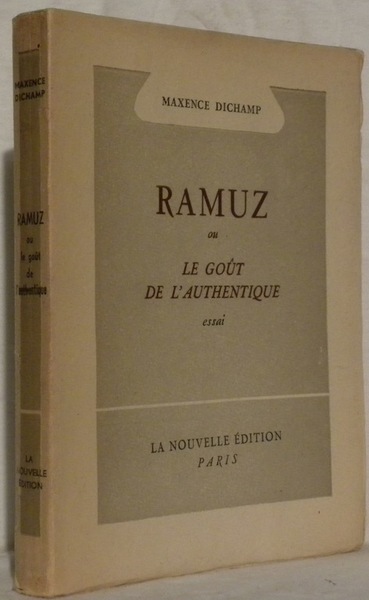 MAXENCE DICHAMP
RAMUZ
ou
LE GOÛT
DE L'AUTHENTIQUE
essai
LA NOUVELLE ÉDITION
PARIS
MAXENCE
DICHAMP
RAMUZ
ou
le goût
de
l'authentique
LA
NOUVELLE
ÉDITION